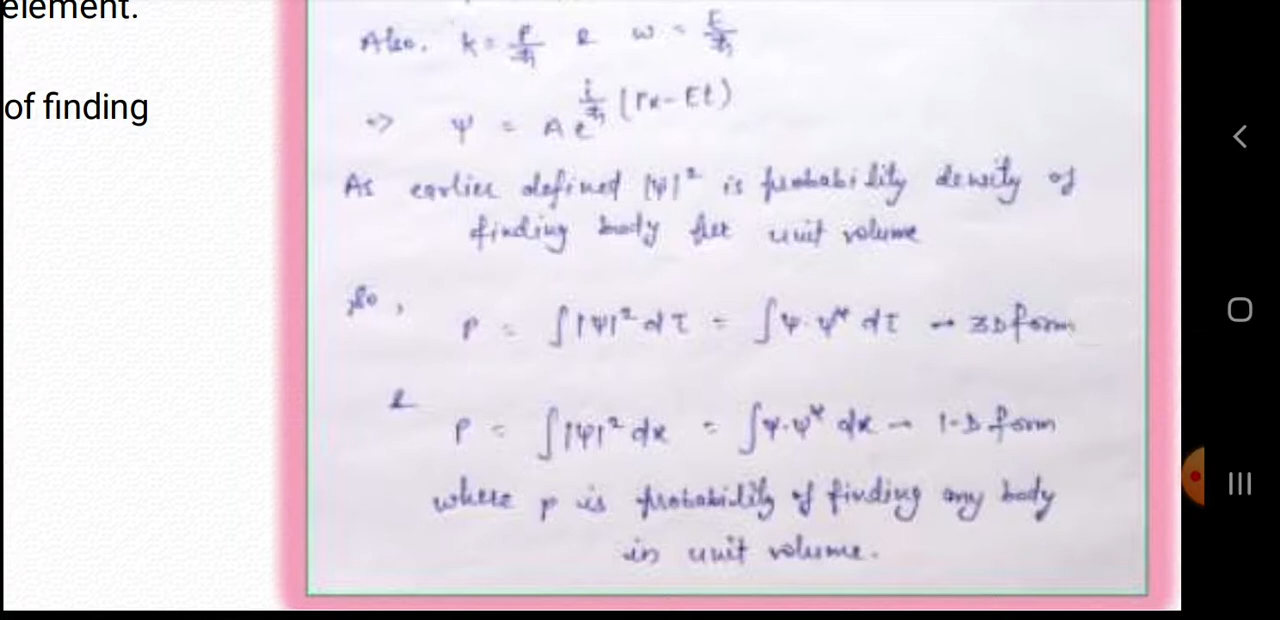 element.
of finding
Also. k = p/ħ & w = E/ħ
=> ψ = A e^{i/ħ (Px - Et)}
As earlier defined |ψ|² is probability density of
finding body per unit volume
So,
P = ∫|ψ|² dτ = ∫ψ.ψ* dτ → 3D form
&
P = ∫|ψ|² dx = ∫ψ.ψ* dx → 1-D form
where p is probability of finding any body
in unit volume.